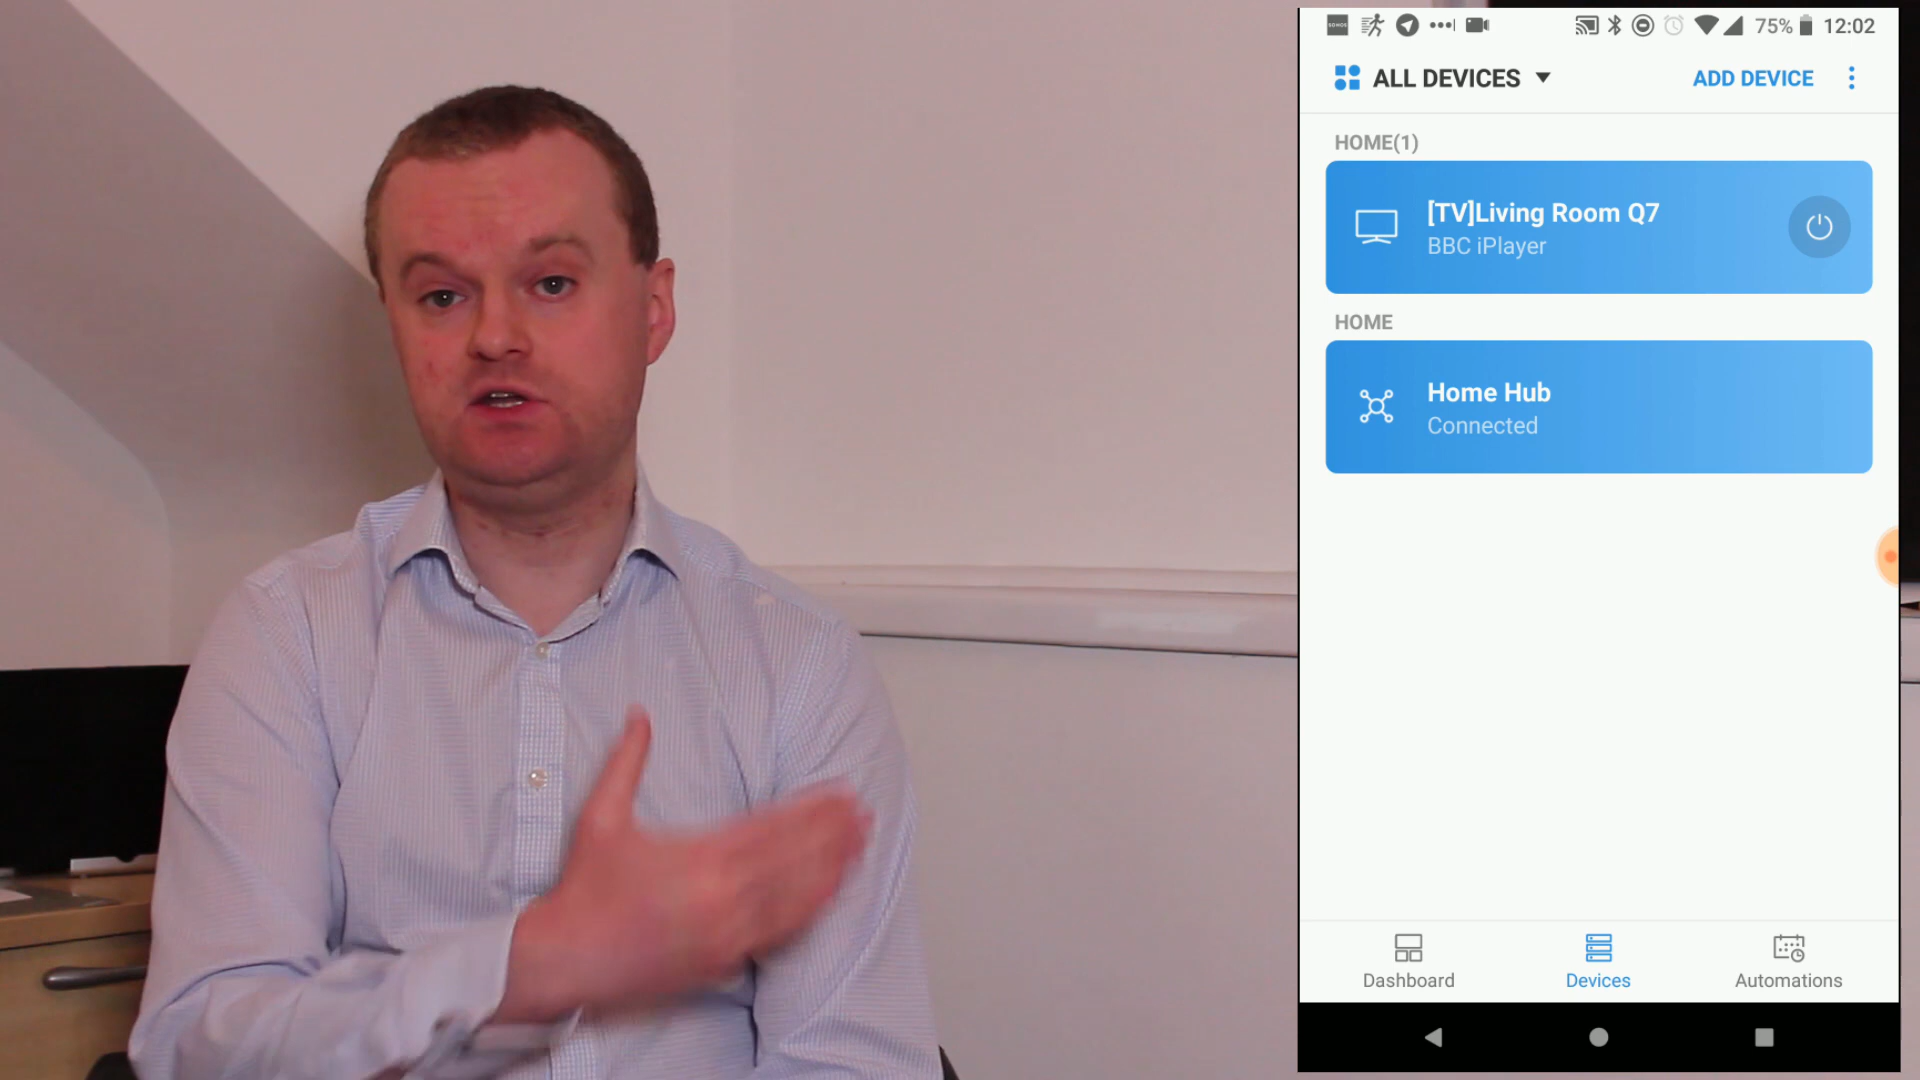 SONOS
75% 12:02
ALL DEVICES ADD DEVICE
HOME(1)
[TV]Living Room Q7
BBC iPlayer
HOME
Home Hub
Connected
Dashboard Devices Automations